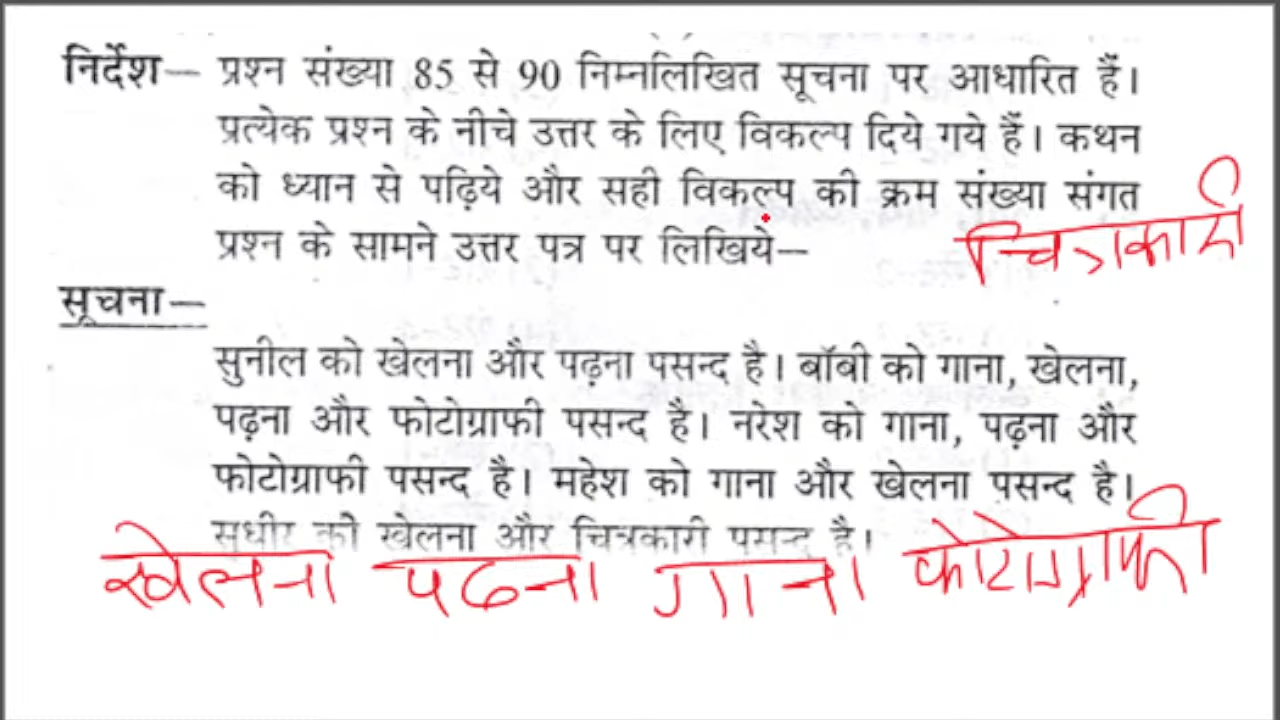 निर्देश— प्रश्न संख्या 85 से 90 निम्नलिखित सूचना पर आधारित हैं।
प्रत्येक प्रश्न के नीचे उत्तर के लिए विकल्प दिये गये हैं। कथन
को ध्यान से पढ़िये और सही विकल्प की क्रम संख्या संगत
प्रश्न के सामने उत्तर पत्र पर लिखिये—
चित्रकारी
सूचना—
सुनील को खेलना और पढ़ना पसन्द है। बॉबी को गाना, खेलना,
पढ़ना और फोटोग्राफी पसन्द है। नरेश को गाना, पढ़ना और
फोटोग्राफी पसन्द है। महेश को गाना और खेलना पसन्द है।
सुधीर को खेलना और चित्रकारी पसन्द है।
खेलना पढना गाना फोटोग्राफी